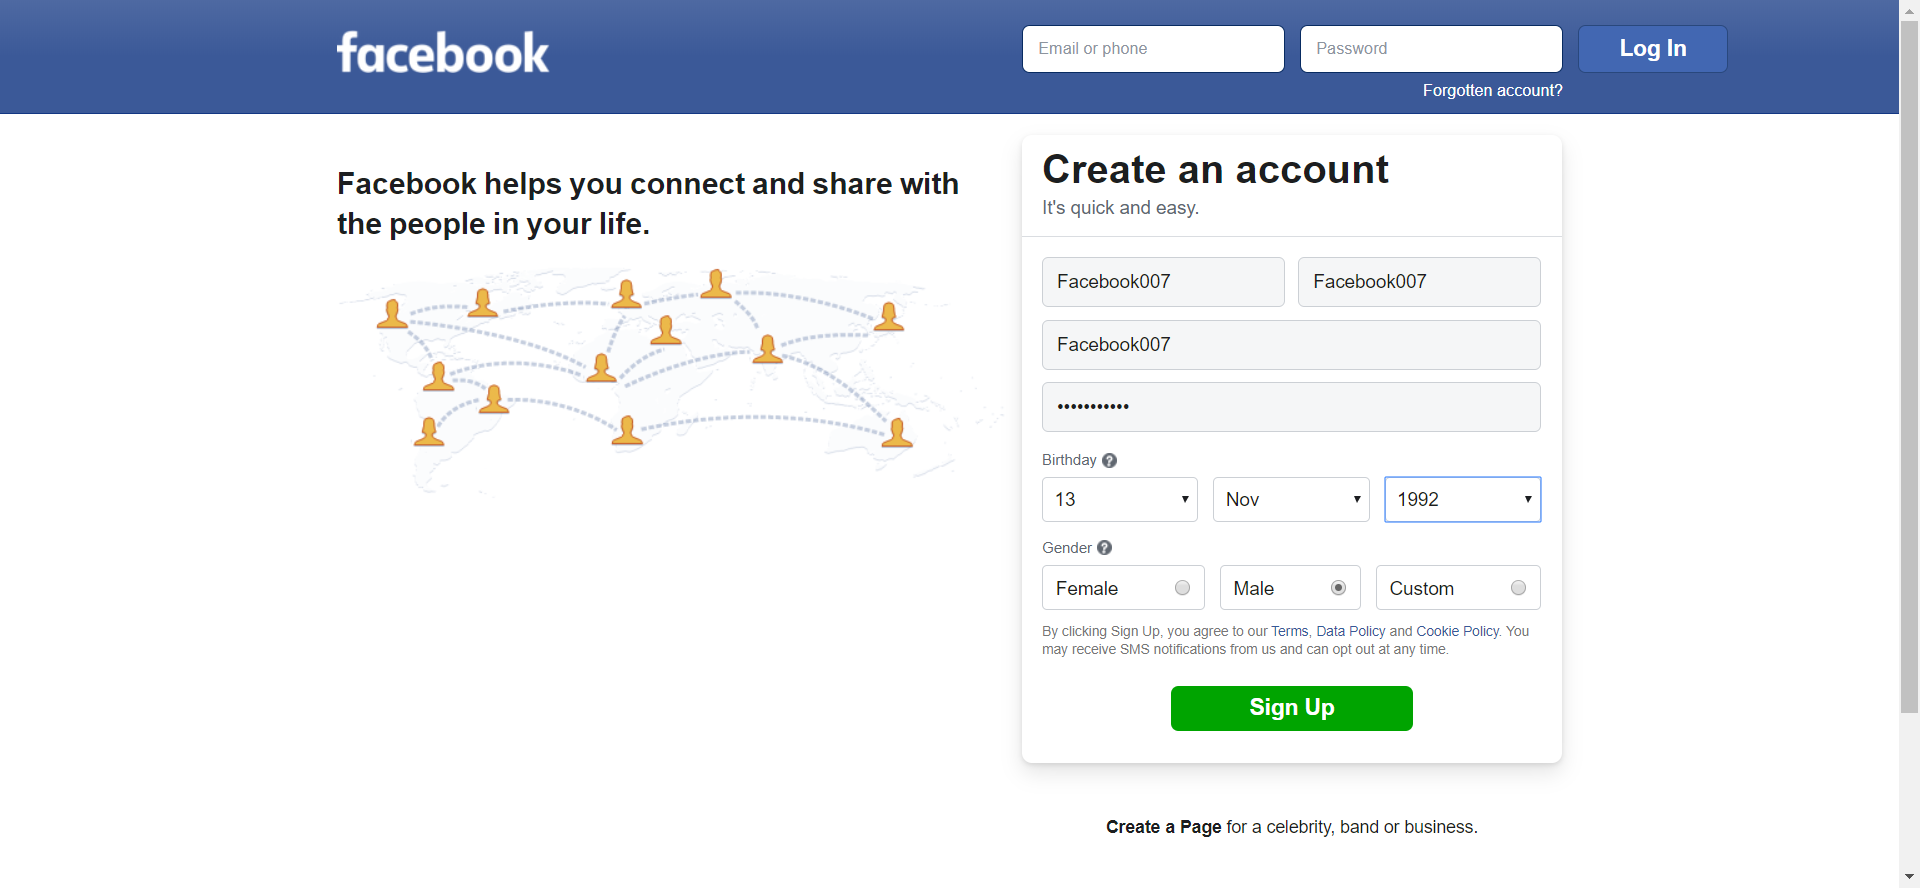 facebook
Email or phone
Password
Log In
Forgotten account?
Facebook helps you connect and share with
the people in your life.
Create an account
It's quick and easy.
Facebook007
Facebook007
Facebook007
•••••••••••
Birthday ?
13
Nov
1992
Gender ?
Female
Male
Custom
By clicking Sign Up, you agree to our Terms, Data Policy and Cookie Policy. You
may receive SMS notifications from us and can opt out at any time.
Sign Up
Create a Page for a celebrity, band or business.